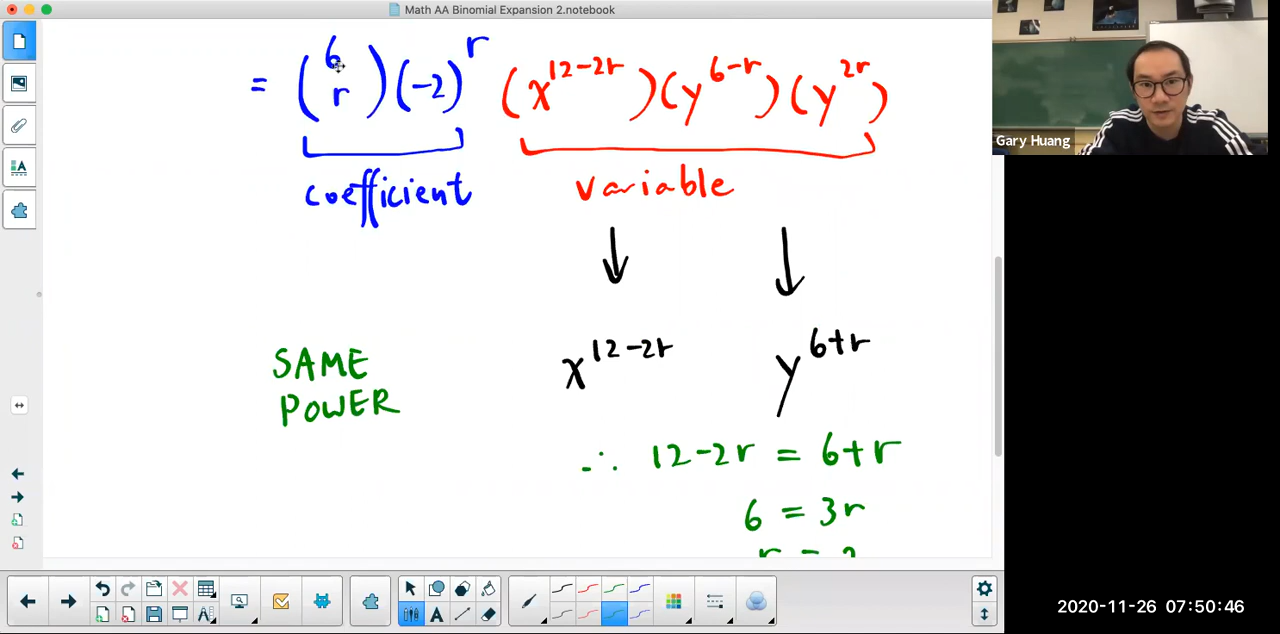 Math AA Binomial Expansion 2.notebook
= (6 r)(-2)^r (x^{12-2r})(y^{6-r})(y^{2r})
coefficient variable
x^{12-2r} y^{6+r}
SAME
POWER
∴ 12-2r = 6+r
6 = 3r
Gary Huang
2020-11-26 07:50:46